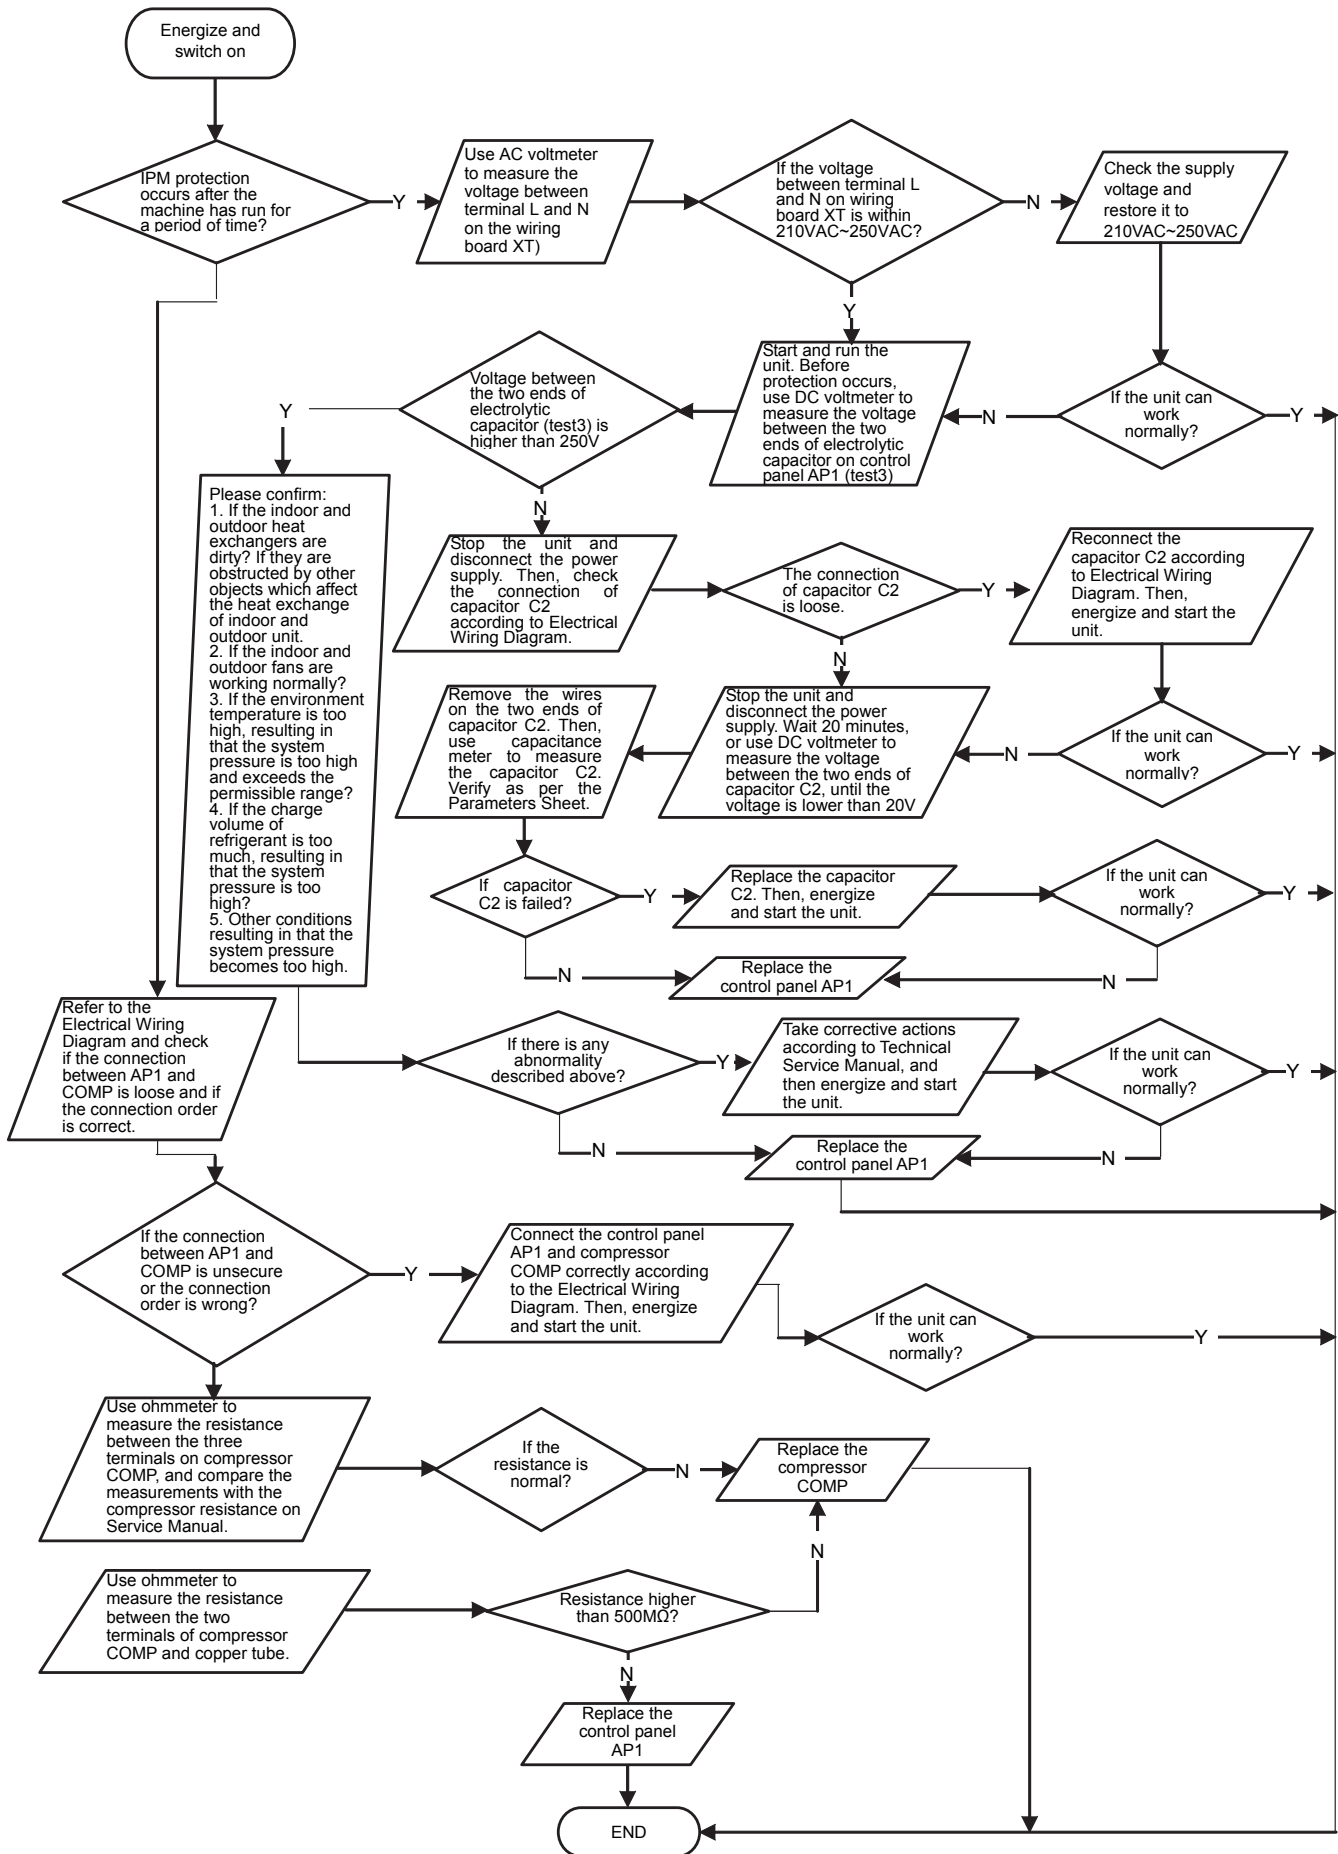 Energize and
switch on
IPM protection
occurs after the
machine has run for
a period of time?
Y
Use AC voltmeter
to measure the
voltage between
terminal L and N
on the wiring
board XT)
If the voltage
between terminal L
and N on wiring
board XT is within
210VAC~250VAC?
N
Check the supply
voltage and
restore it to
210VAC~250VAC
Y
Start and run the
unit. Before
protection occurs,
use DC voltmeter to
measure the voltage
between the two
ends of electrolytic
capacitor on control
panel AP1 (test3)
If the unit can
work
normally?
Y
N
Voltage between
the two ends of
electrolytic
capacitor (test3) is
higher than 250V
Y
N
Please confirm:
1. If the indoor and
outdoor heat
exchangers are
dirty? If they are
obstructed by other
objects which affect
the heat exchange
of indoor and
outdoor unit.
2. If the indoor and
outdoor fans are
working normally?
3. If the environment
temperature is too
high, resulting in
that the system
pressure is too high
and exceeds the
permissible range?
4. If the charge
volume of
refrigerant is too
much, resulting in
that the system
pressure is too
high?
5. Other conditions
resulting in that the
system pressure
becomes too high.
Stop the unit and
disconnect the power
supply. Then, check
the connection of
capacitor C2
according to Electrical
Wiring Diagram.
The connection
of capacitor C2
is loose.
Y
Reconnect the
capacitor C2 according
to Electrical Wiring
Diagram. Then,
energize and start the
unit.
N
Remove the wires
on the two ends of
capacitor C2. Then,
use capacitance
meter to measure
the capacitor C2.
Verify as per the
Parameters Sheet.
Stop the unit and
disconnect the power
supply. Wait 20 minutes,
or use DC voltmeter to
measure the voltage
between the two ends of
capacitor C2, until the
voltage is lower than 20V
N
If the unit can
work
normally?
Y
If capacitor
C2 is failed?
Y
Replace the capacitor
C2. Then, energize
and start the unit.
If the unit can
work
normally?
Y
N
Replace the
control panel AP1
N
Refer to the
Electrical Wiring
Diagram and check
if the connection
between AP1 and
COMP is loose and if
the connection order
is correct.
If there is any
abnormality
described above?
Y
Take corrective actions
according to Technical
Service Manual, and
then energize and start
the unit.
If the unit can
work
normally?
Y
N
Replace the
control panel AP1
N
If the connection
between AP1 and
COMP is unsecure
or the connection
order is wrong?
Y
Connect the control panel
AP1 and compressor
COMP correctly according
to the Electrical Wiring
Diagram. Then, energize
and start the unit.
If the unit can
work
normally?
Y
Use ohmmeter to
measure the resistance
between the three
terminals on compressor
COMP, and compare the
measurements with the
compressor resistance on
Service Manual.
If the
resistance is
normal?
N
Replace the
compressor
COMP
N
Use ohmmeter to
measure the resistance
between the two
terminals of compressor
COMP and copper tube.
Resistance higher
than 500MΩ?
N
Replace the
control panel
AP1
END